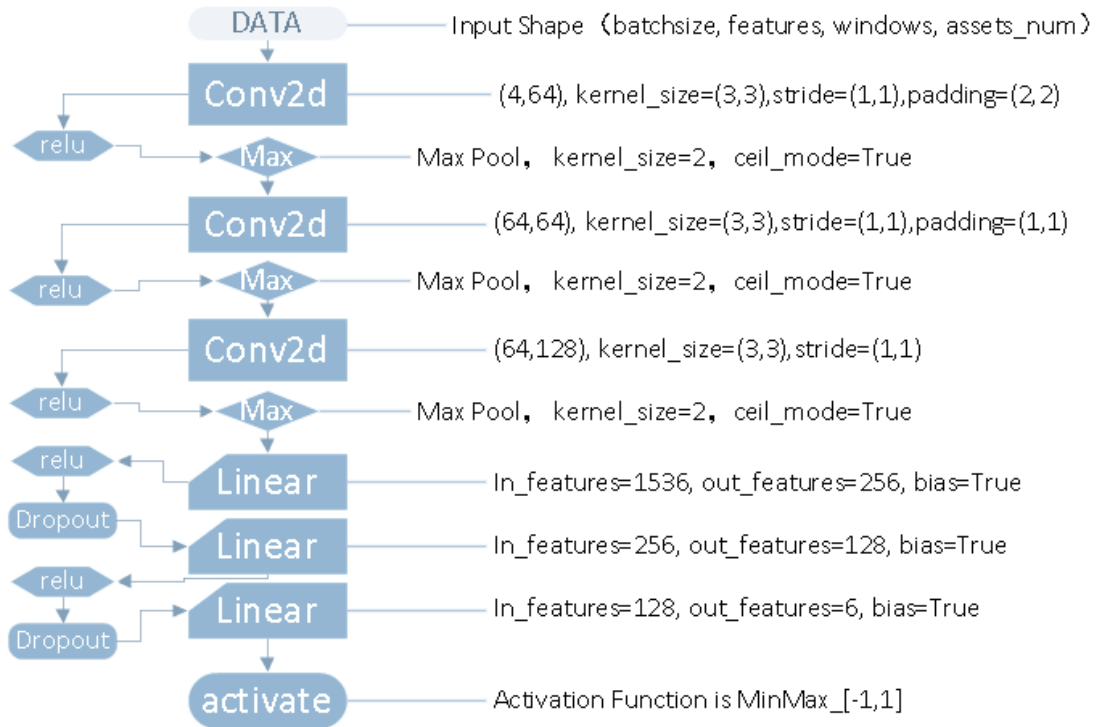 DATA
Input Shape（batchsize, features, windows, assets_num）
Conv2d
(4,64), kernel_size=(3,3),stride=(1,1),padding=(2,2)
relu
Max
Max Pool， kernel_size=2，ceil_mode=True
Conv2d
(64,64), kernel_size=(3,3),stride=(1,1),padding=(1,1)
relu
Max
Max Pool， kernel_size=2，ceil_mode=True
Conv2d
(64,128), kernel_size=(3,3),stride=(1,1)
relu
Max
Max Pool， kernel_size=2，ceil_mode=True
relu
Linear
In_features=1536, out_features=256, bias=True
Dropout
Linear
In_features=256, out_features=128, bias=True
relu
Linear
In_features=128, out_features=6, bias=True
Dropout
activate
Activation Function is MinMax_[-1,1]